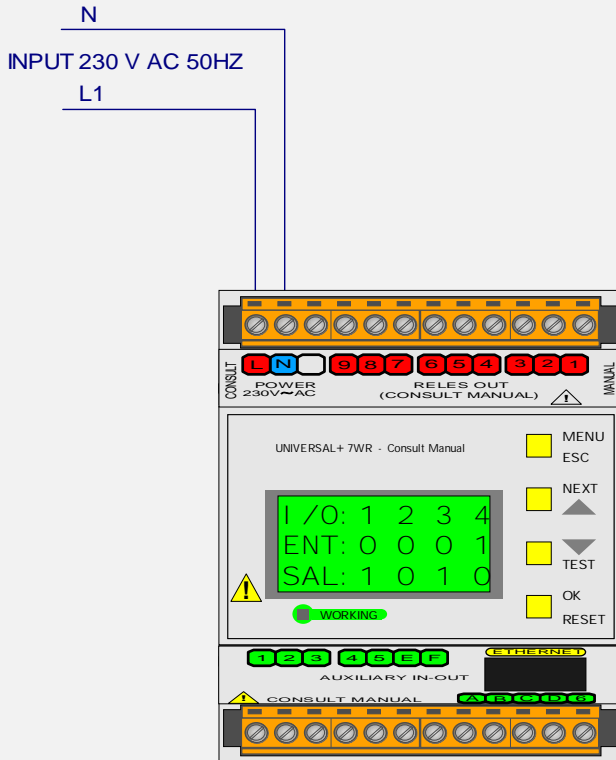 N
INPUT 230 V AC 50HZ
L1
CONSULT
L N 9 8 7 6 5 4 3 2 1
MANUAL
POWER
230V~AC
RELES OUT
(CONSULT MANUAL)
!
UNIVERSAL+ 7WR - Consult Manual
MENU
ESC
NEXT
I/O: 1 2 3 4
ENT: 0 0 0 1
SAL: 1 0 1 0
TEST
OK
RESET
!
WORKING
1 2 3 4 5 E F
ETHERNET
AUXILIARY IN-OUT
! CONSULT MANUAL
A B C D 6